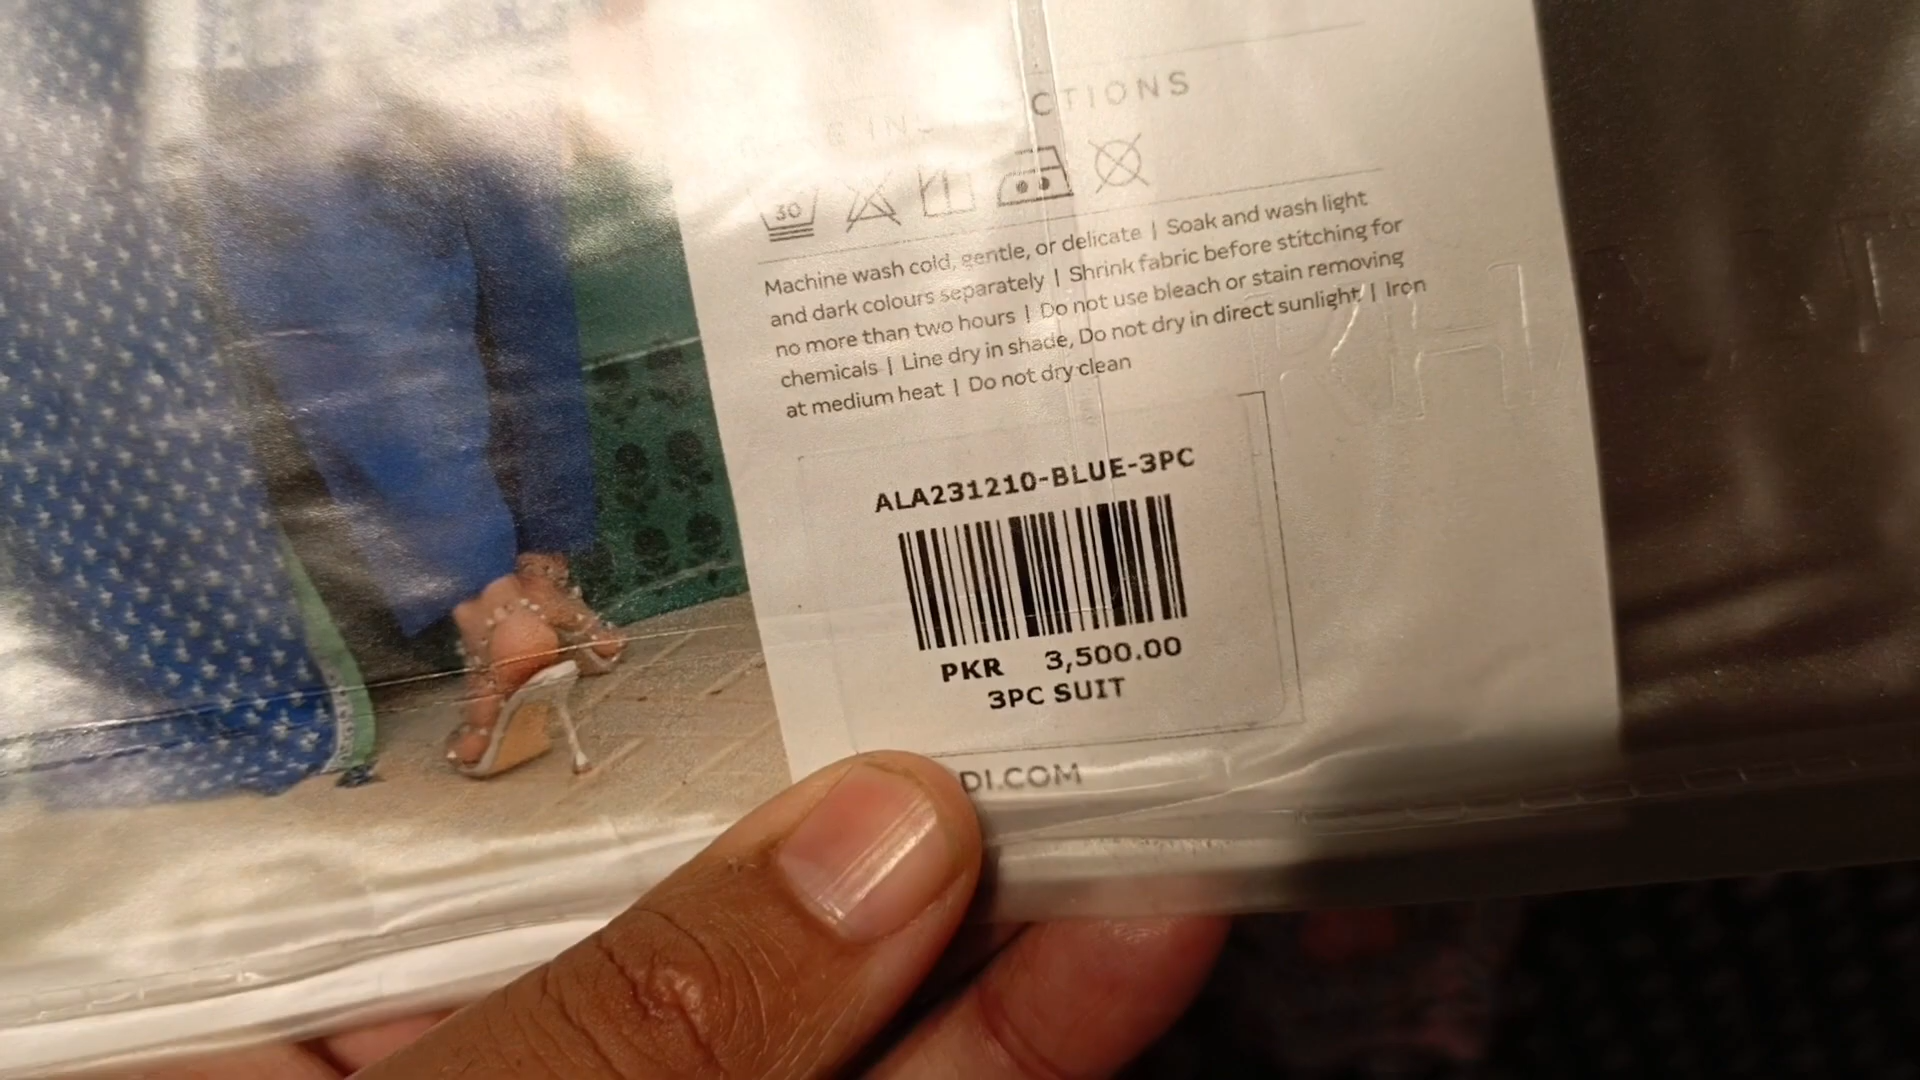 CTIONS
30
Machine wash cold, gentle, or delicate | Soak and wash light
and dark colours separately | Shrink fabric before stitching for
no more than two hours | Do not use bleach or stain removing
chemicals | Line dry in shade, Do not dry in direct sunlight | Iron
at medium heat | Do not dry clean
ALA231210-BLUE-3PC
PKR 3,500.00
3PC SUIT
DI.COM